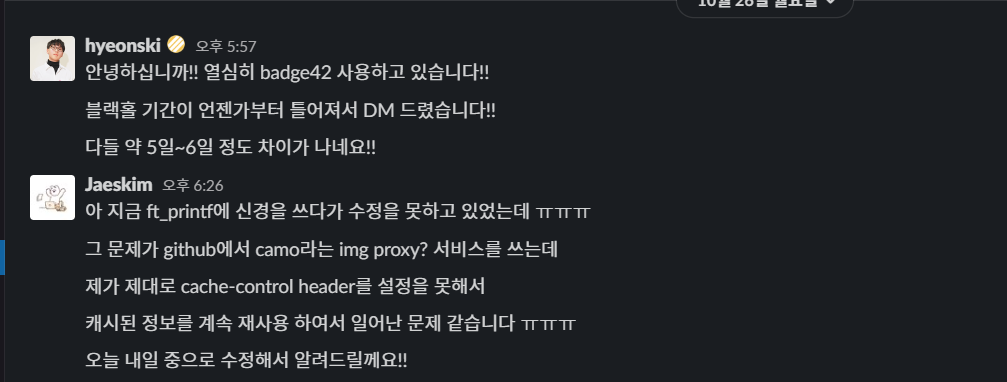 10월 26일 월요일
hyeonski 오후 5:57
안녕하십니까!! 열심히 badge42 사용하고 있습니다!!
블랙홀 기간이 언젠가부터 틀어져서 DM 드렸습니다!!
다들 약 5일~6일 정도 차이가 나네요!!
Jaeskim 오후 6:26
아 지금 ft_printf에 신경을 쓰다가 수정을 못하고 있었는데 ㅠㅠㅠ
그 문제가 github에서 camo라는 img proxy? 서비스를 쓰는데
제가 제대로 cache-control header를 설정을 못해서
캐시된 정보를 계속 재사용 하여서 일어난 문제 같습니다 ㅠㅠㅠ
오늘 내일 중으로 수정해서 알려드릴께요!!